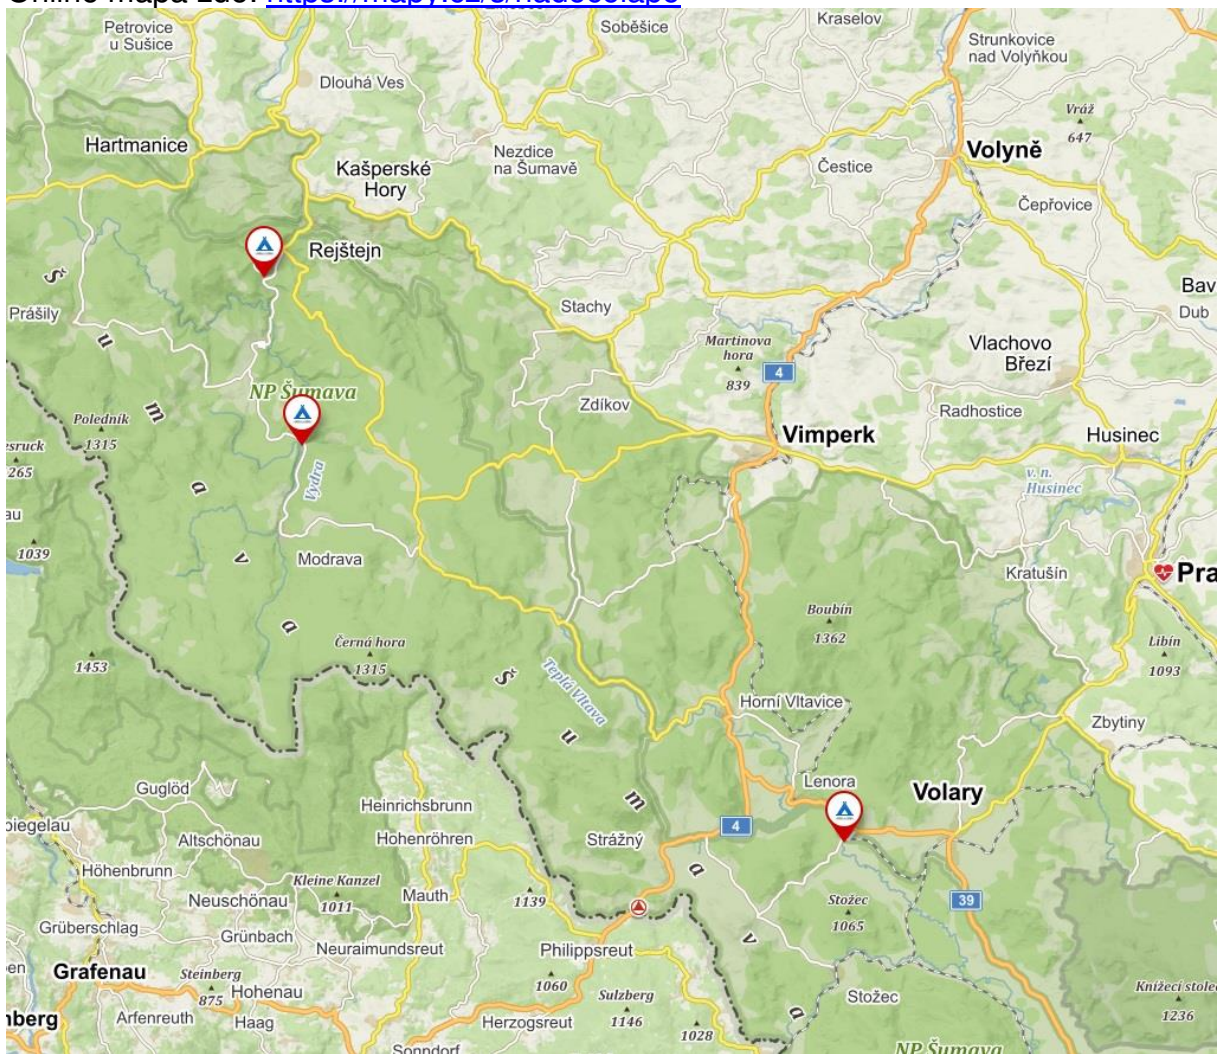 Petrovice
u Sušice
Soběšice
Kraselov
Strunkovice
nad Volyňkou
Dlouhá Ves
Vráž
647
Hartmanice
Nezdice
na Šumavě
Volyně
Kašperské
Hory
Čestice
Čepřovice
Rejštejn
Š
u
m
a
v
a
Prášily
Stachy
Bav
Dub
Martinova
hora
839
4
Vlachovo
Březí
NP Šumava
Zdíkov
Radhostice
Poledník
1315
Vimperk
Husinec
esruck
265
Vydra
v. n.
Husinec
au
1039
Modrava
Kratušín
Pra
Boubín
1362
Černá hora
1315
1453
Libín
1093
Š
u
m
a
v
a
Teplá Vltava
Horní Vltavice
Zbytiny
Guglöd
Lenora
Volary
Heinrichsbrunn
piegelau
Altschönau
Hohenröhren
Strážný
4
Höhenbrunn
Kleine Kanzel
1011
Neuschönau
Mauth
1139
Stožec
1065
39
Grüberschlag
Grünbach
Neuraimundsreut
Philippsreut
Grafenau
Steinberg
875
Hohenau
1060
Sulzberg
1146
Stožec
Knížecí stolec
1236
nberg
Arfenreuth
Haag
Herzogsreut
1028
Sonndorf
NP Šumava